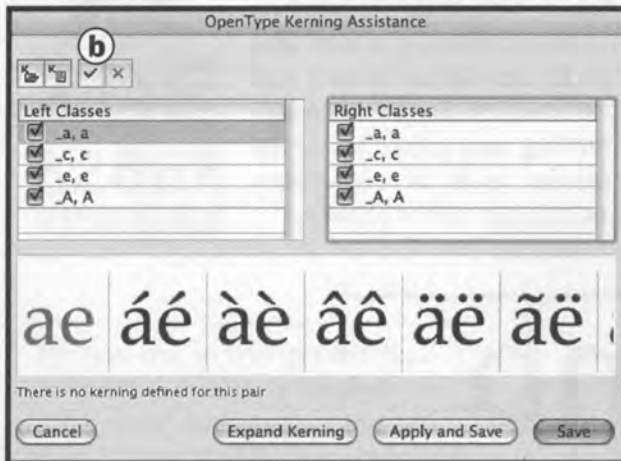 OpenType Kerning Assistance
b
Left Classes
_a, a
_c, c
_e, e
_A, A
Right Classes
_a, a
_c, c
_e, e
_A, A
ae áé àè âê äë ãë
There is no kerning defined for this pair
Cancel Expand Kerning Apply and Save Save